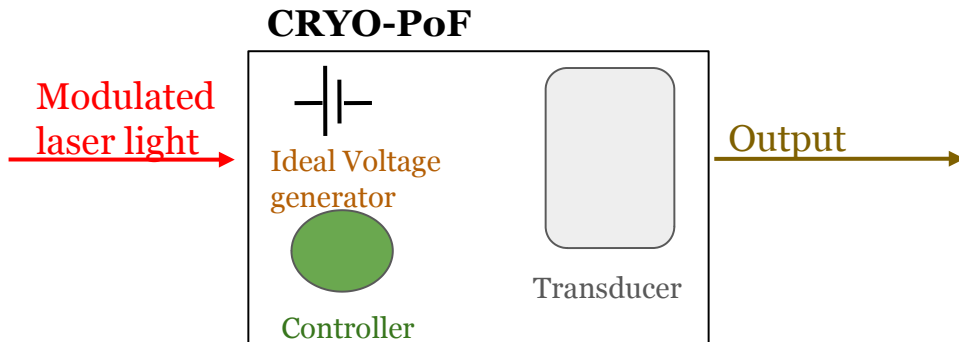 CRYO-PoF
Modulated
laser light
Ideal Voltage
generator
Controller
Transducer
Output